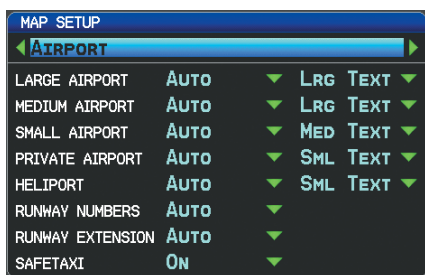 MAP SETUP
AIRPORT
LARGE AIRPORT AUTO LRG TEXT
MEDIUM AIRPORT AUTO LRG TEXT
SMALL AIRPORT AUTO MED TEXT
PRIVATE AIRPORT AUTO SML TEXT
HELIPORT AUTO SML TEXT
RUNWAY NUMBERS AUTO
RUNWAY EXTENSION AUTO
SAFETAXI ON